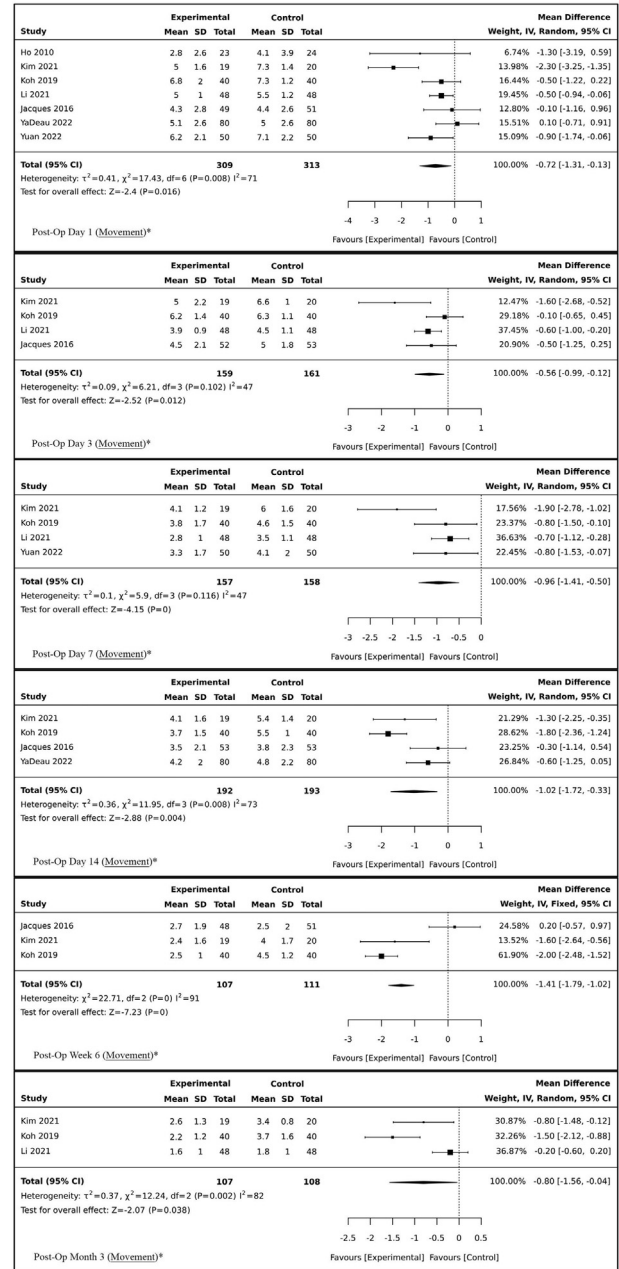 Experimental Control Mean Difference
Study Mean SD Total Mean SD Total Weight, IV, Random, 95% CI
Ho 2010 2.8 2.6 23 4.1 3.9 24 6.74% -1.30 [-3.19, 0.59]
Kim 2021 5 1.6 19 7.3 1.4 20 13.98% -2.30 [-3.25, -1.35]
Koh 2019 6.8 2 40 7.3 1.2 40 16.44% -0.50 [-1.22, 0.22]
Li 2021 5 1 48 5.5 1.2 48 19.45% -0.50 [-0.94, -0.06]
Jacques 2016 4.3 2.8 49 4.4 2.6 51 12.80% -0.10 [-1.16, 0.96]
YaDeau 2022 5.1 2.6 80 5 2.6 80 15.51% 0.10 [-0.71, 0.91]
Yuan 2022 6.2 2.1 50 7.1 2.2 50 15.09% -0.90 [-1.74, -0.06]
Total (95% CI) 309 313 100.00% -0.72 [-1.31, -0.13]
Heterogeneity: τ²=0.41, χ²=17.43, df=6 (P=0.008) I²=71
Test for overall effect: Z=-2.4 (P=0.016)
-4 -3 -2 -1 0 1
Post-Op Day 1 (Movement)* Favours [Experimental] Favours [Control]
Experimental Control Mean Difference
Study Mean SD Total Mean SD Total Weight, IV, Random, 95% CI
Kim 2021 5 2.2 19 6.6 1 20 12.47% -1.60 [-2.68, -0.52]
Koh 2019 6.2 1.4 40 6.3 1.1 40 29.18% -0.10 [-0.65, 0.45]
Li 2021 3.9 0.9 48 4.5 1.1 48 37.45% -0.60 [-1.00, -0.20]
Jacques 2016 4.5 2.1 52 5 1.8 53 20.90% -0.50 [-1.25, 0.25]
Total (95% CI) 159 161 100.00% -0.56 [-0.99, -0.12]
Heterogeneity: τ²=0.09, χ²=6.21, df=3 (P=0.102) I²=47
Test for overall effect: Z=-2.52 (P=0.012)
-3 -2 -1 0 1
Post-Op Day 3 (Movement)* Favours [Experimental] Favours [Control]
Experimental Control Mean Difference
Study Mean SD Total Mean SD Total Weight, IV, Random, 95% CI
Kim 2021 4.1 1.2 19 6 1.6 20 17.56% -1.90 [-2.78, -1.02]
Koh 2019 3.8 1.7 40 4.6 1.5 40 23.37% -0.80 [-1.50, -0.10]
Li 2021 2.8 1 48 3.5 1.1 48 36.63% -0.70 [-1.12, -0.28]
Yuan 2022 3.3 1.7 50 4.1 2 50 22.45% -0.80 [-1.53, -0.07]
Total (95% CI) 157 158 100.00% -0.96 [-1.41, -0.50]
Heterogeneity: τ²=0.1, χ²=5.9, df=3 (P=0.116) I²=47
Test for overall effect: Z=-4.15 (P=0)
-3 -2.5 -2 -1.5 -1 -0.5 0
Post-Op Day 7 (Movement)* Favours [Experimental] Favours [Control]
Experimental Control Mean Difference
Study Mean SD Total Mean SD Total Weight, IV, Random, 95% CI
Kim 2021 4.1 1.6 19 5.4 1.4 20 21.29% -1.30 [-2.25, -0.35]
Koh 2019 3.7 1.5 40 5.5 1 40 28.62% -1.80 [-2.36, -1.24]
Jacques 2016 3.5 2.1 53 3.8 2.3 53 23.25% -0.30 [-1.14, 0.54]
YaDeau 2022 4.2 2 80 4.8 2.2 80 26.84% -0.60 [-1.25, 0.05]
Total (95% CI) 192 193 100.00% -1.02 [-1.72, -0.33]
Heterogeneity: τ²=0.36, χ²=11.95, df=3 (P=0.008) I²=73
Test for overall effect: Z=-2.88 (P=0.004)
-3 -2 -1 0 1
Post-Op Day 14 (Movement)* Favours [Experimental] Favours [Control]
Experimental Control Mean Difference
Study Mean SD Total Mean SD Total Weight, IV, Fixed, 95% CI
Jacques 2016 2.7 1.9 48 2.5 2 51 24.58% 0.20 [-0.57, 0.97]
Kim 2021 2.4 1.6 19 4 1.7 20 13.52% -1.60 [-2.64, -0.56]
Koh 2019 2.5 1 40 4.5 1.2 40 61.90% -2.00 [-2.48, -1.52]
Total (95% CI) 107 111 100.00% -1.41 [-1.79, -1.02]
Heterogeneity: χ²=22.71, df=2 (P=0) I²=91
Test for overall effect: Z=-7.23 (P=0)
-3 -2 -1 0 1
Post-Op Week 6 (Movement)* Favours [Experimental] Favours [Control]
Experimental Control Mean Difference
Study Mean SD Total Mean SD Total Weight, IV, Random, 95% CI
Kim 2021 2.6 1.3 19 3.4 0.8 20 30.87% -0.80 [-1.48, -0.12]
Koh 2019 2.2 1.2 40 3.7 1.6 40 32.26% -1.50 [-2.12, -0.88]
Li 2021 1.6 1 48 1.8 1 48 36.87% -0.20 [-0.60, 0.20]
Total (95% CI) 107 108 100.00% -0.80 [-1.56, -0.04]
Heterogeneity: τ²=0.37, χ²=12.24, df=2 (P=0.002) I²=82
Test for overall effect: Z=-2.07 (P=0.038)
-2.5 -2 -1.5 -1 -0.5 0 0.5
Post-Op Month 3 (Movement)* Favours [Experimental] Favours [Control]